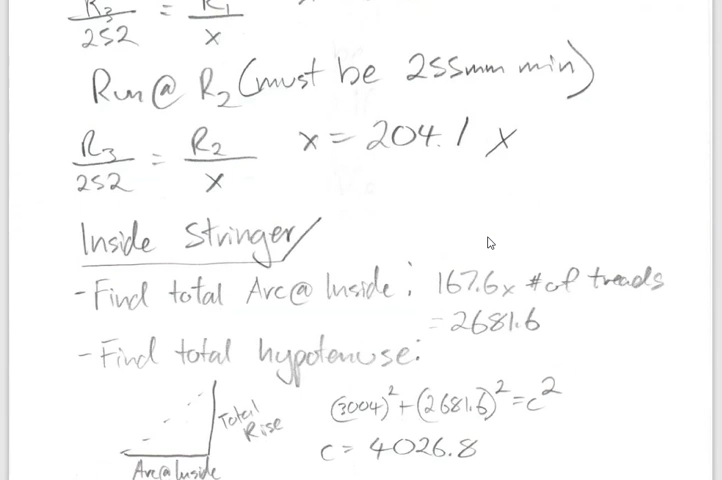 R3/252 = R1/x
Run @ R2 (must be 255mm min)
R3/252 = R2/x x = 204.1 x
Inside Stringer/
- Find total Arc @ Inside : 167.6 x # of treads
= 2681.6
- Find total hypotenuse :
Total Rise
(3004)² + (2681.6)² = c²
c = 4026.8
Arc @ Inside